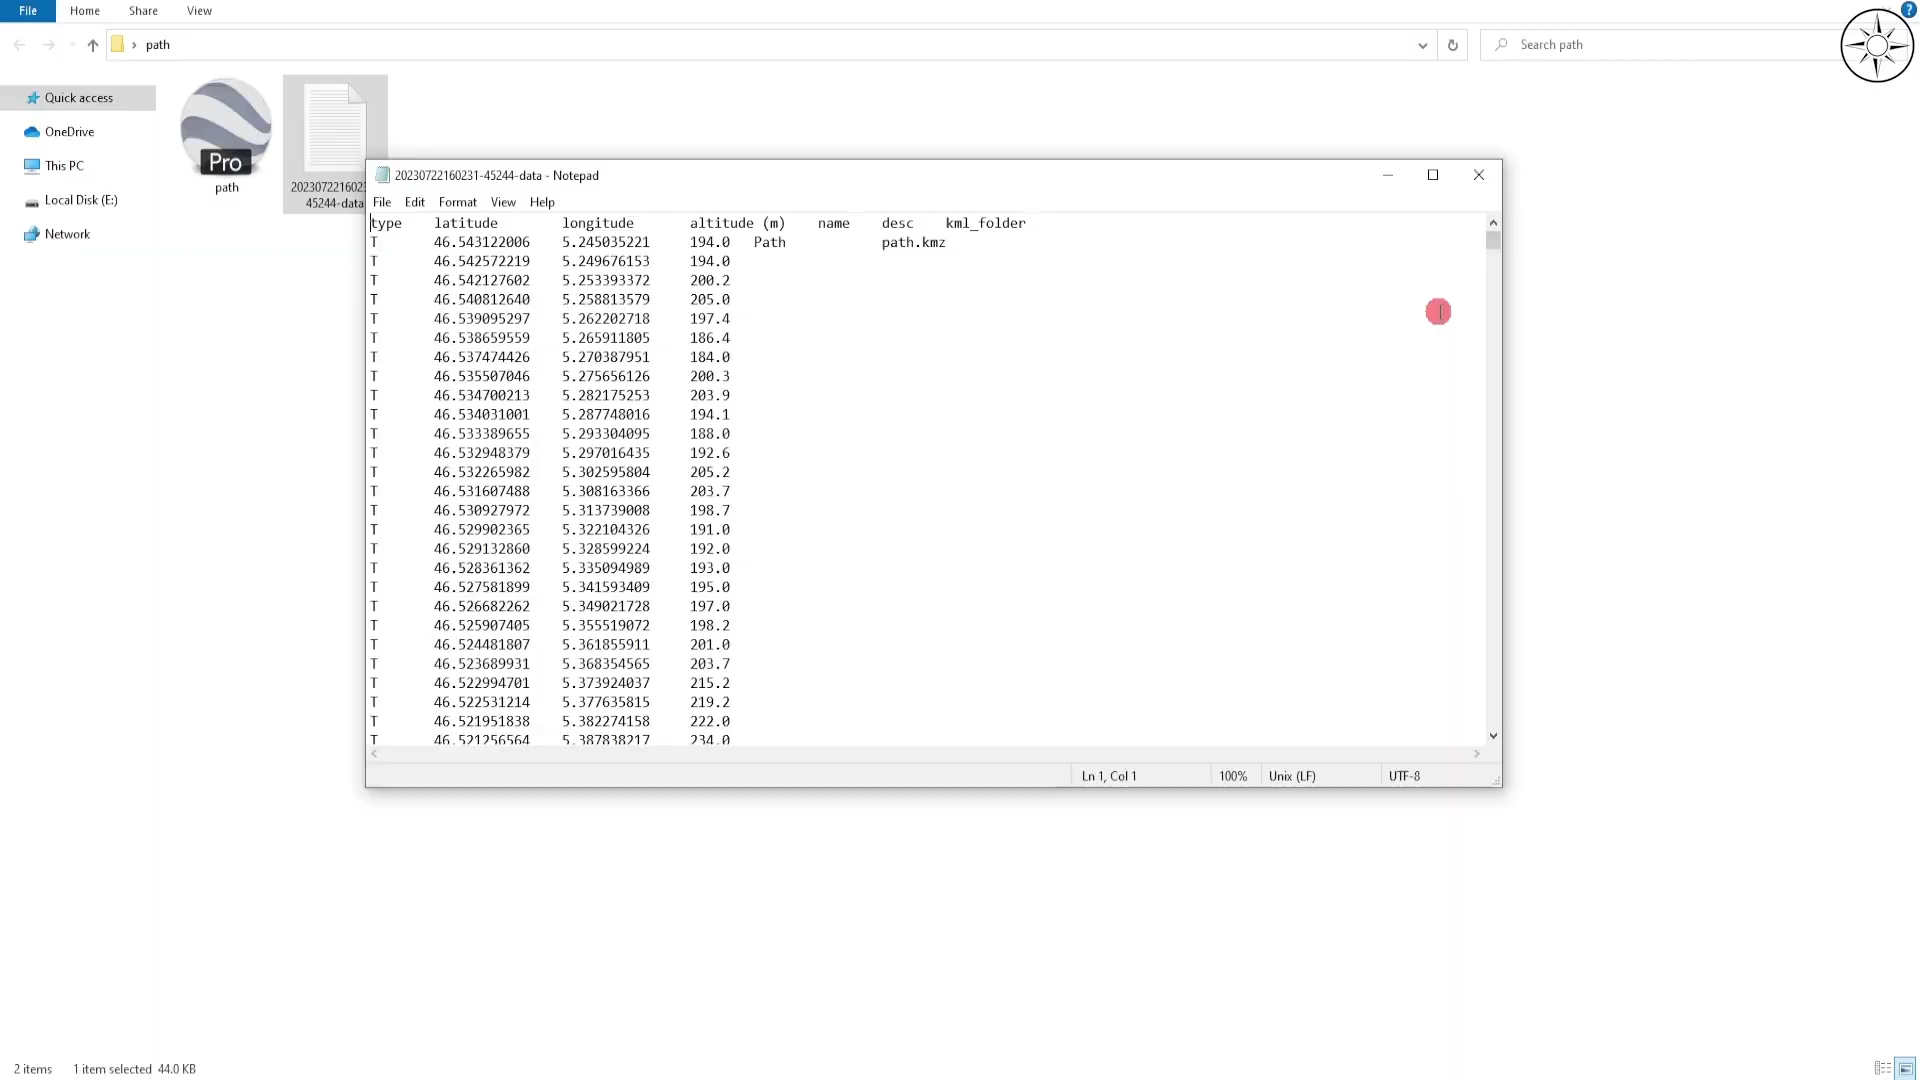 File Home Share View
path
Search path
Quick access
OneDrive
This PC
Local Disk (E:)
Network
Pro
path
2023072216023
45244-data
20230722160231-45244-data - Notepad
File Edit Format View Help
type latitude longitude altitude (m) name desc kml_folder
T 46.543122006 5.245035221 194.0 Path path.kmz
T 46.542572219 5.249676153 194.0
T 46.542127602 5.253393372 200.2
T 46.540812640 5.258813579 205.0
T 46.539095297 5.262202718 197.4
T 46.538659559 5.265911805 186.4
T 46.537474426 5.270387951 184.0
T 46.535507046 5.275656126 200.3
T 46.534700213 5.282175253 203.9
T 46.534031001 5.287748016 194.1
T 46.533389655 5.293304095 188.0
T 46.532948379 5.297016435 192.6
T 46.532265982 5.302595804 205.2
T 46.531607488 5.308163366 203.7
T 46.530927972 5.313739008 198.7
T 46.529902365 5.322104326 191.0
T 46.529132860 5.328599224 192.0
T 46.528361362 5.335094989 193.0
T 46.527581899 5.341593409 195.0
T 46.526682262 5.349021728 197.0
T 46.525907405 5.355519072 198.2
T 46.524481807 5.361855911 201.0
T 46.523689931 5.368354565 203.7
T 46.522994701 5.373924037 215.2
T 46.522531214 5.377635815 219.2
T 46.521951838 5.382274158 222.0
T 46.521256564 5.387838217 234.0
Ln 1, Col 1 100% Unix (LF) UTF-8
2 items 1 item selected 44.0 KB